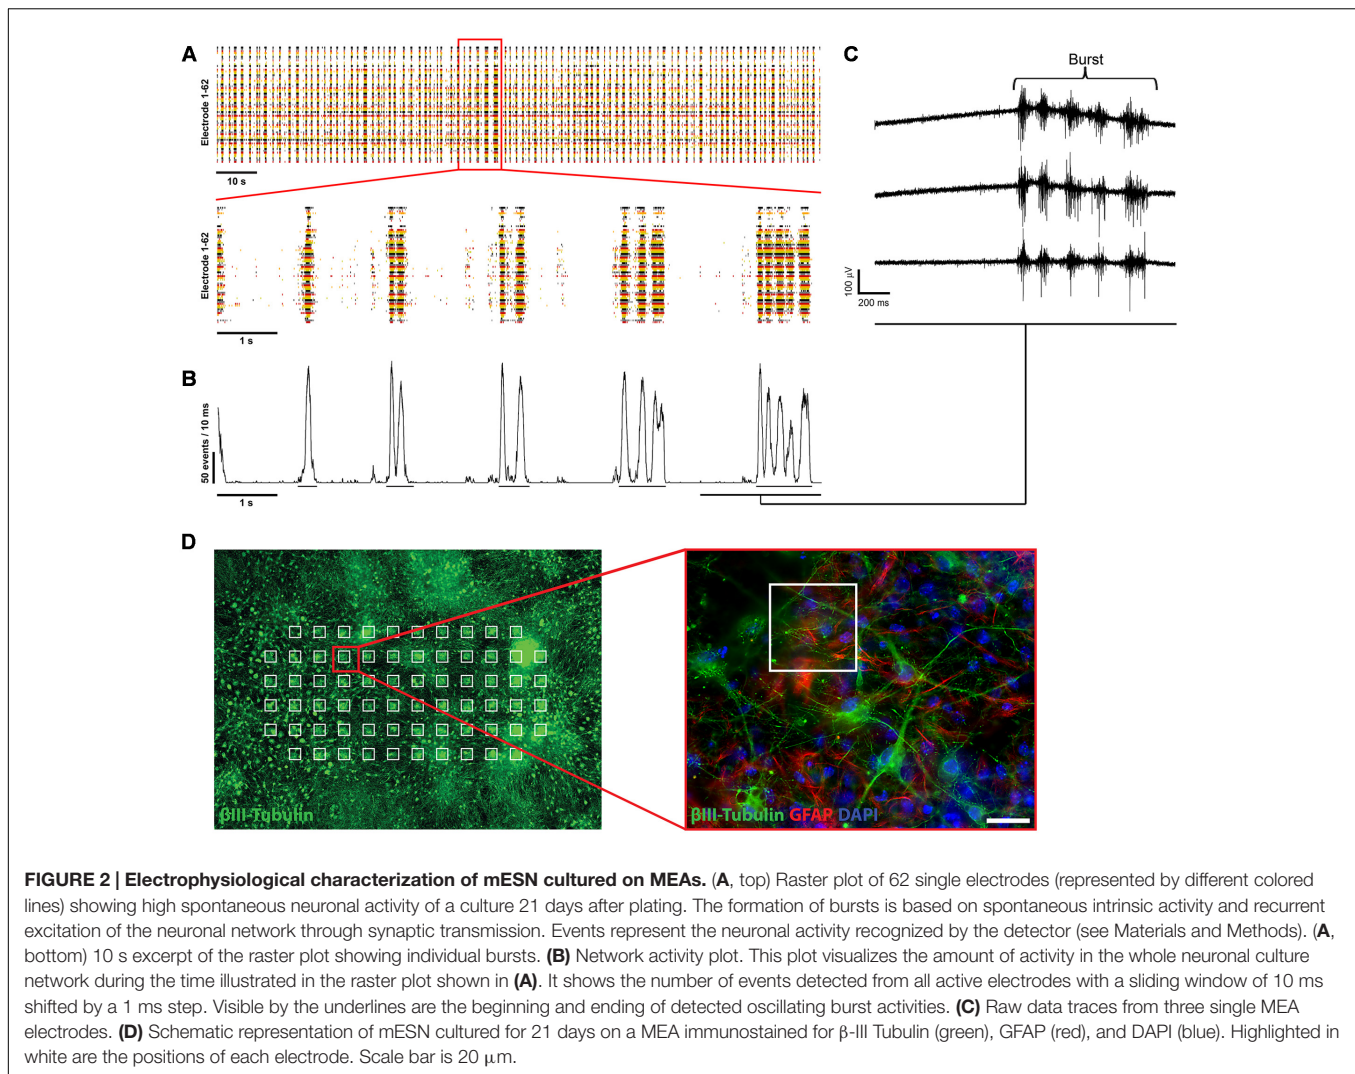 A
Electrode 1-62
10 s
Electrode 1-62
1 s
B
50 events / 10 ms
1 s
C
Burst
100 µV
200 ms
D
βIII-Tubulin
βIII-Tubulin GFAP DAPI
FIGURE 2 | Electrophysiological characterization of mESN cultured on MEAs. (A, top) Raster plot of 62 single electrodes (represented by different colored
lines) showing high spontaneous neuronal activity of a culture 21 days after plating. The formation of bursts is based on spontaneous intrinsic activity and recurrent
excitation of the neuronal network through synaptic transmission. Events represent the neuronal activity recognized by the detector (see Materials and Methods). (A,
bottom) 10 s excerpt of the raster plot showing individual bursts. (B) Network activity plot. This plot visualizes the amount of activity in the whole neuronal culture
network during the time illustrated in the raster plot shown in (A). It shows the number of events detected from all active electrodes with a sliding window of 10 ms
shifted by a 1 ms step. Visible by the underlines are the beginning and ending of detected oscillating burst activities. (C) Raw data traces from three single MEA
electrodes. (D) Schematic representation of mESN cultured for 21 days on a MEA immunostained for β-III Tubulin (green), GFAP (red), and DAPI (blue). Highlighted in
white are the positions of each electrode. Scale bar is 20 µm.